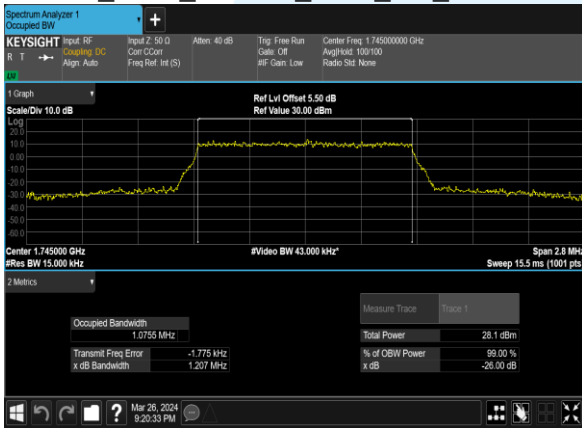 Spectrum Analyzer 1
Occupied BW
KEYSIGHT Input: RF Input Z: 50 Ω Atten: 40 dB Trig: Free Run Center Freq: 1.745000000 GHz
R T Coupling: DC Corr CCorr Gate: Off Avg|Hold: 100/100
Align: Auto Freq Ref: Int (S) #IF Gain: Low Radio Std: None
1 Graph
Ref Lvl Offset 5.50 dB
Scale/Div 10.0 dB Ref Value 30.00 dBm
Log
20.0
10.0
0.00
-10.0
-20.0
-30.0
-40.0
-50.0
-60.0
Center 1.745000 GHz #Video BW 43.000 kHz* Span 2.8 MHz
#Res BW 15.000 kHz Sweep 15.5 ms (1001 pts
2 Metrics
Measure Trace Trace 1
Occupied Bandwidth
1.0755 MHz Total Power 28.1 dBm
Transmit Freq Error -1.775 kHz % of OBW Power 99.00 %
x dB Bandwidth 1.207 MHz x dB -26.00 dB
Mar 26, 2024
9:20:33 PM